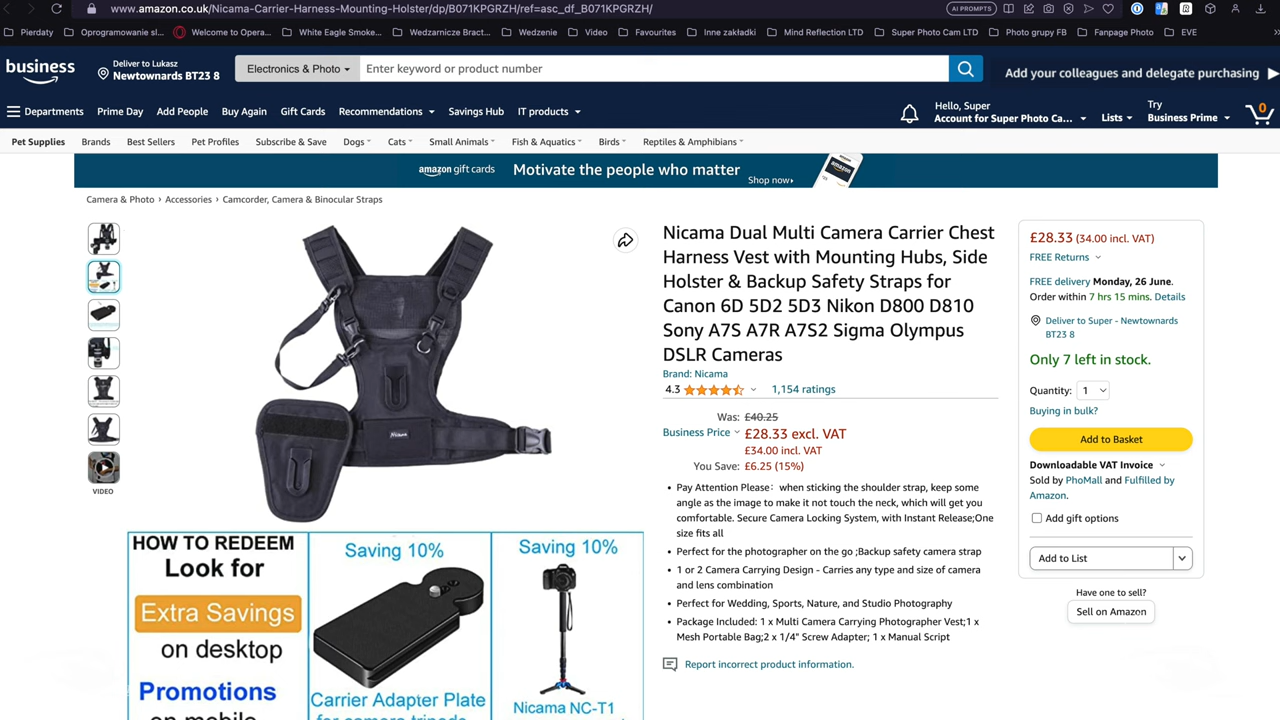 www.amazon.co.uk/Nicama-Carrier-Harness-Mounting-Holster/dp/B071KPGRZH/ref=asc_df_B071KPGRZH/
AI PROMPTS
Pierdaty
Oprogramowanie sl...
Welcome to Opera...
White Eagle Smoke...
Wedzarnicze Bract...
Wedzenie
Video
Favourites
Inne zakładki
Mind Reflection LTD
Super Photo Cam LTD
Photo grupy FB
Fanpage Photo
EVE
business
Deliver to Lukasz
Newtownards BT23 8
Electronics & Photo
Enter keyword or product number
Add your colleagues and delegate purchasing
Departments
Prime Day
Add People
Buy Again
Gift Cards
Recommendations
Savings Hub
IT products
Hello, Super
Account for Super Photo Ca...
Lists
Try
Business Prime
0
Pet Supplies
Brands
Best Sellers
Pet Profiles
Subscribe & Save
Dogs
Cats
Small Animals
Fish & Aquatics
Birds
Reptiles & Amphibians
amazon gift cards
Motivate the people who matter
Shop now
amazon
Camera & Photo › Accessories › Camcorder, Camera & Binocular Straps
VIDEO
Nicama
HOW TO REDEEM
Look for
Extra Savings
on desktop
Promotions
on mobile
Saving 10%
Carrier Adapter Plate
for camera tripods
Saving 10%
Nicama NC-T1
Nicama Dual Multi Camera Carrier Chest
Harness Vest with Mounting Hubs, Side
Holster & Backup Safety Straps for
Canon 6D 5D2 5D3 Nikon D800 D810
Sony A7S A7R A7S2 Sigma Olympus
DSLR Cameras
Brand: Nicama
4.3
1,154 ratings
Was: £40.25
Business Price £28.33 excl. VAT
£34.00 incl. VAT
You Save: £6.25 (15%)
• Pay Attention Please：when sticking the shoulder strap, keep some
angle as the image to make it not touch the neck, which will get you
comfortable. Secure Camera Locking System, with Instant Release;One
size fits all
• Perfect for the photographer on the go ;Backup safety camera strap
• 1 or 2 Camera Carrying Design – Carries any type and size of camera
and lens combination
• Perfect for Wedding, Sports, Nature, and Studio Photography
• Package Included: 1 x Multi Camera Carrying Photographer Vest;1 x
Mesh Portable Bag;2 x 1/4" Screw Adapter; 1 x Manual Script
Report incorrect product information.
£28.33 (34.00 incl. VAT)
FREE Returns
FREE delivery Monday, 26 June.
Order within 7 hrs 15 mins. Details
Deliver to Super - Newtownards
BT23 8
Only 7 left in stock.
Quantity: 1
Buying in bulk?
Add to Basket
Downloadable VAT Invoice
Sold by PhoMall and Fulfilled by
Amazon.
Add gift options
Add to List
Have one to sell?
Sell on Amazon